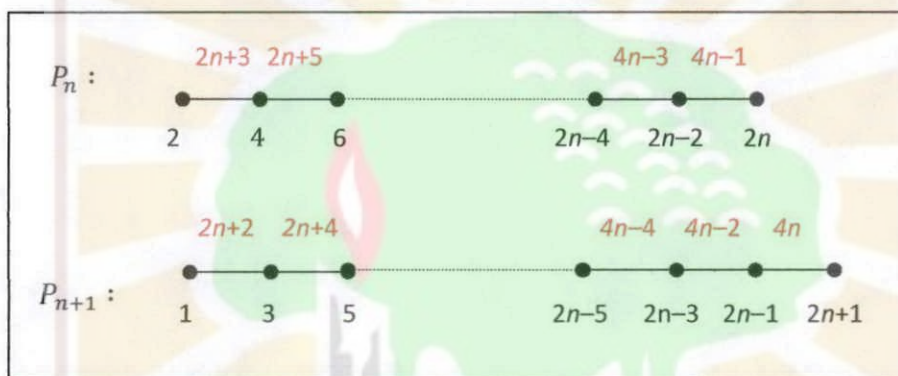 2n+3 2n+5 4n–3 4n–1
P_n :
2 4 6 2n–4 2n–2 2n
2n+2 2n+4 4n–4 4n–2 4n
P_{n+1} :
1 3 5 2n–5 2n–3 2n–1 2n+1